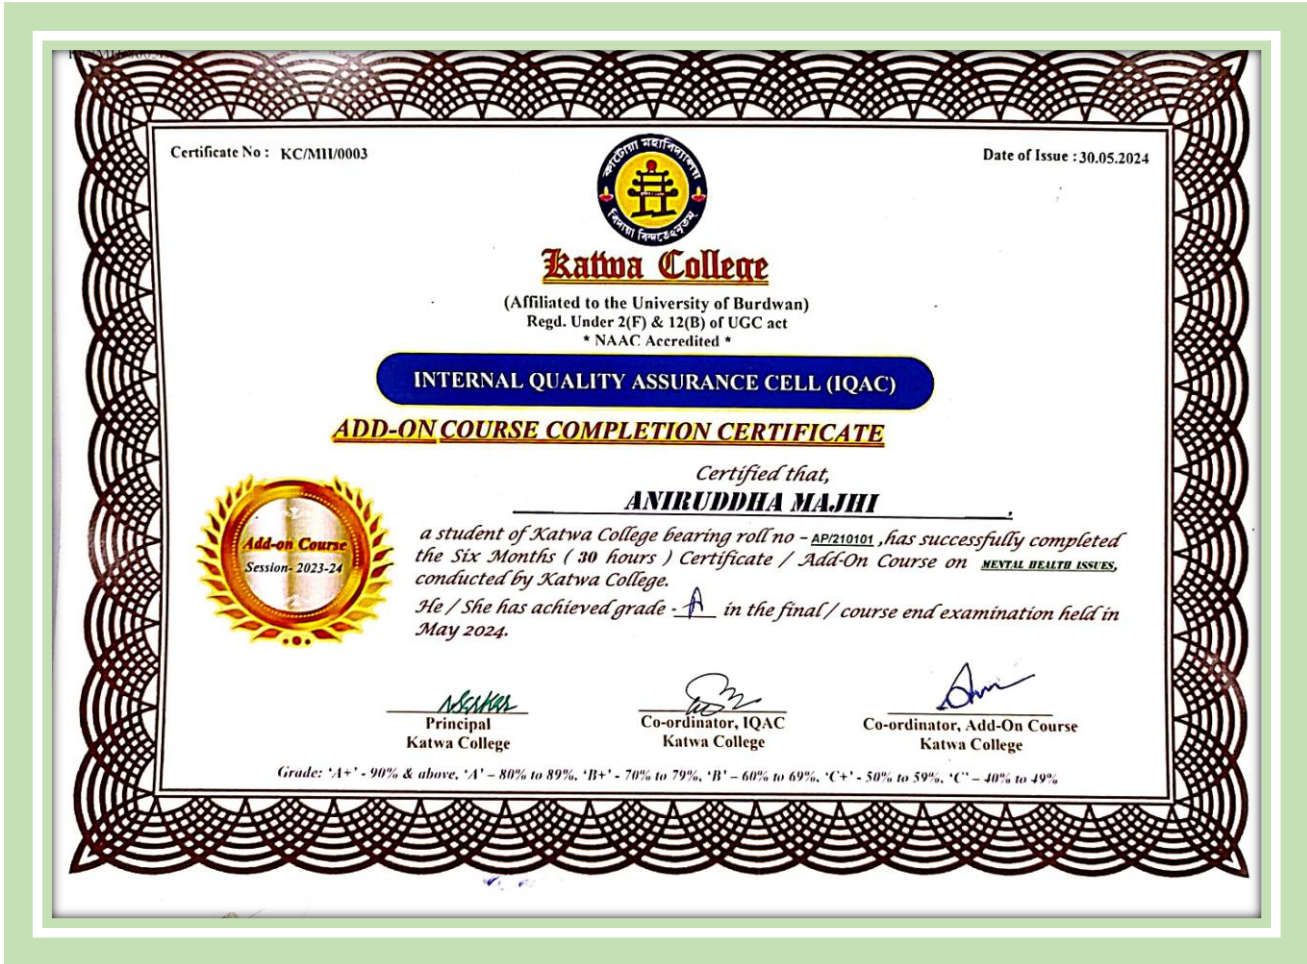 Certificate No : KC/MH/0003
Date of Issue : 30.05.2024
কাটোয়া মহাবিদ্যালয়
বিদ্যয়া বিন্দতেঽমৃতম্
Katwa College
(Affiliated to the University of Burdwan)
Regd. Under 2(F) & 12(B) of UGC act
* NAAC Accredited *
INTERNAL QUALITY ASSURANCE CELL (IQAC)
ADD-ON COURSE COMPLETION CERTIFICATE
Certified that,
ANIRUDDHA MAJHI ,
Add-on Course
Session- 2023-24
a student of Katwa College bearing roll no - AP/210101 ,has successfully completed
the Six Months ( 30 hours ) Certificate / Add-On Course on MENTAL HEALTH ISSUES,
conducted by Katwa College.
He / She has achieved grade - A in the final / course end examination held in
May 2024.
Principal
Katwa College
Co-ordinator, IQAC
Katwa College
Co-ordinator, Add-On Course
Katwa College
Grade: 'A+' - 90% & above, 'A' – 80% to 89%, 'B+' - 70% to 79%, 'B' – 60% to 69%, 'C+' - 50% to 59%, 'C' – 40% to 49%